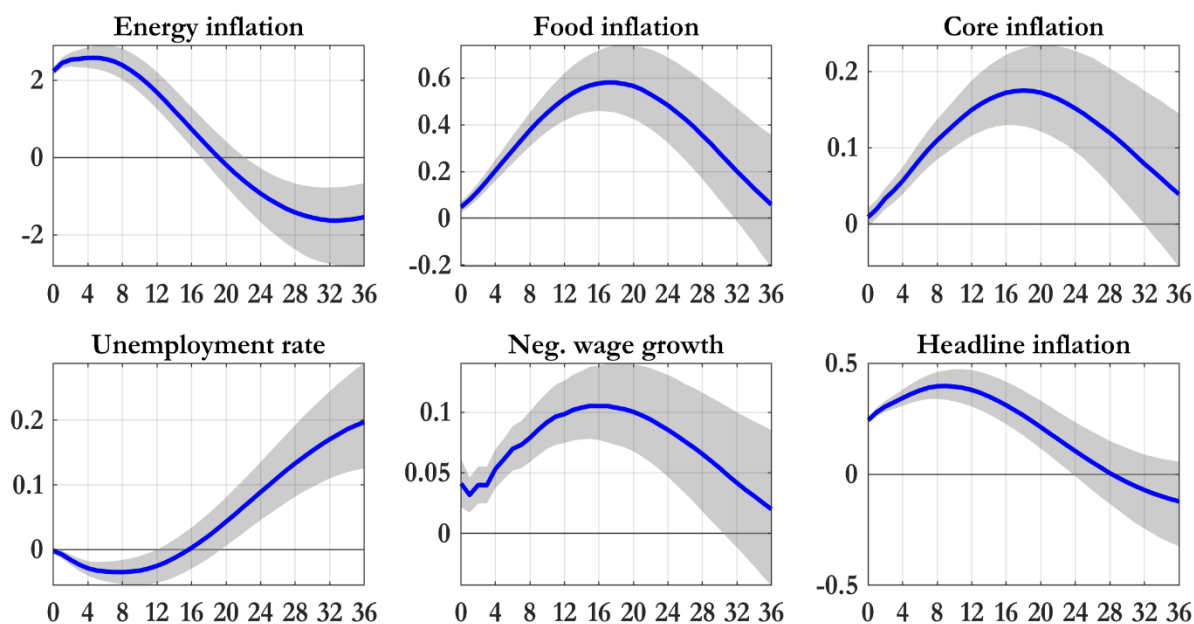 Energy inflation
2
0
-2
0 4 8 12 16 20 24 28 32 36
Food inflation
0.6
0.4
0.2
0
-0.2
0 4 8 12 16 20 24 28 32 36
Core inflation
0.2
0.1
0
0 4 8 12 16 20 24 28 32 36
Unemployment rate
0.2
0.1
0
0 4 8 12 16 20 24 28 32 36
Neg. wage growth
0.1
0.05
0
0 4 8 12 16 20 24 28 32 36
Headline inflation
0.5
0
-0.5
0 4 8 12 16 20 24 28 32 36